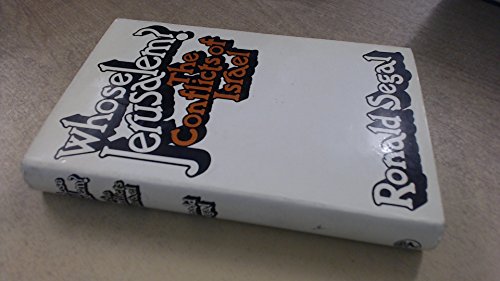 Whose
Jerusalem?
The
Conflicts of
Israel
Ronald Segal